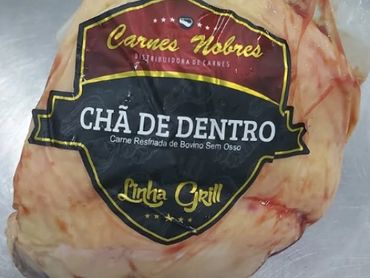 Carnes Nobres
DISTRIBUIDORA DE CARNES
CHÃ DE DENTRO
Carne Resfriada de Bovino Sem Osso
Linha Grill